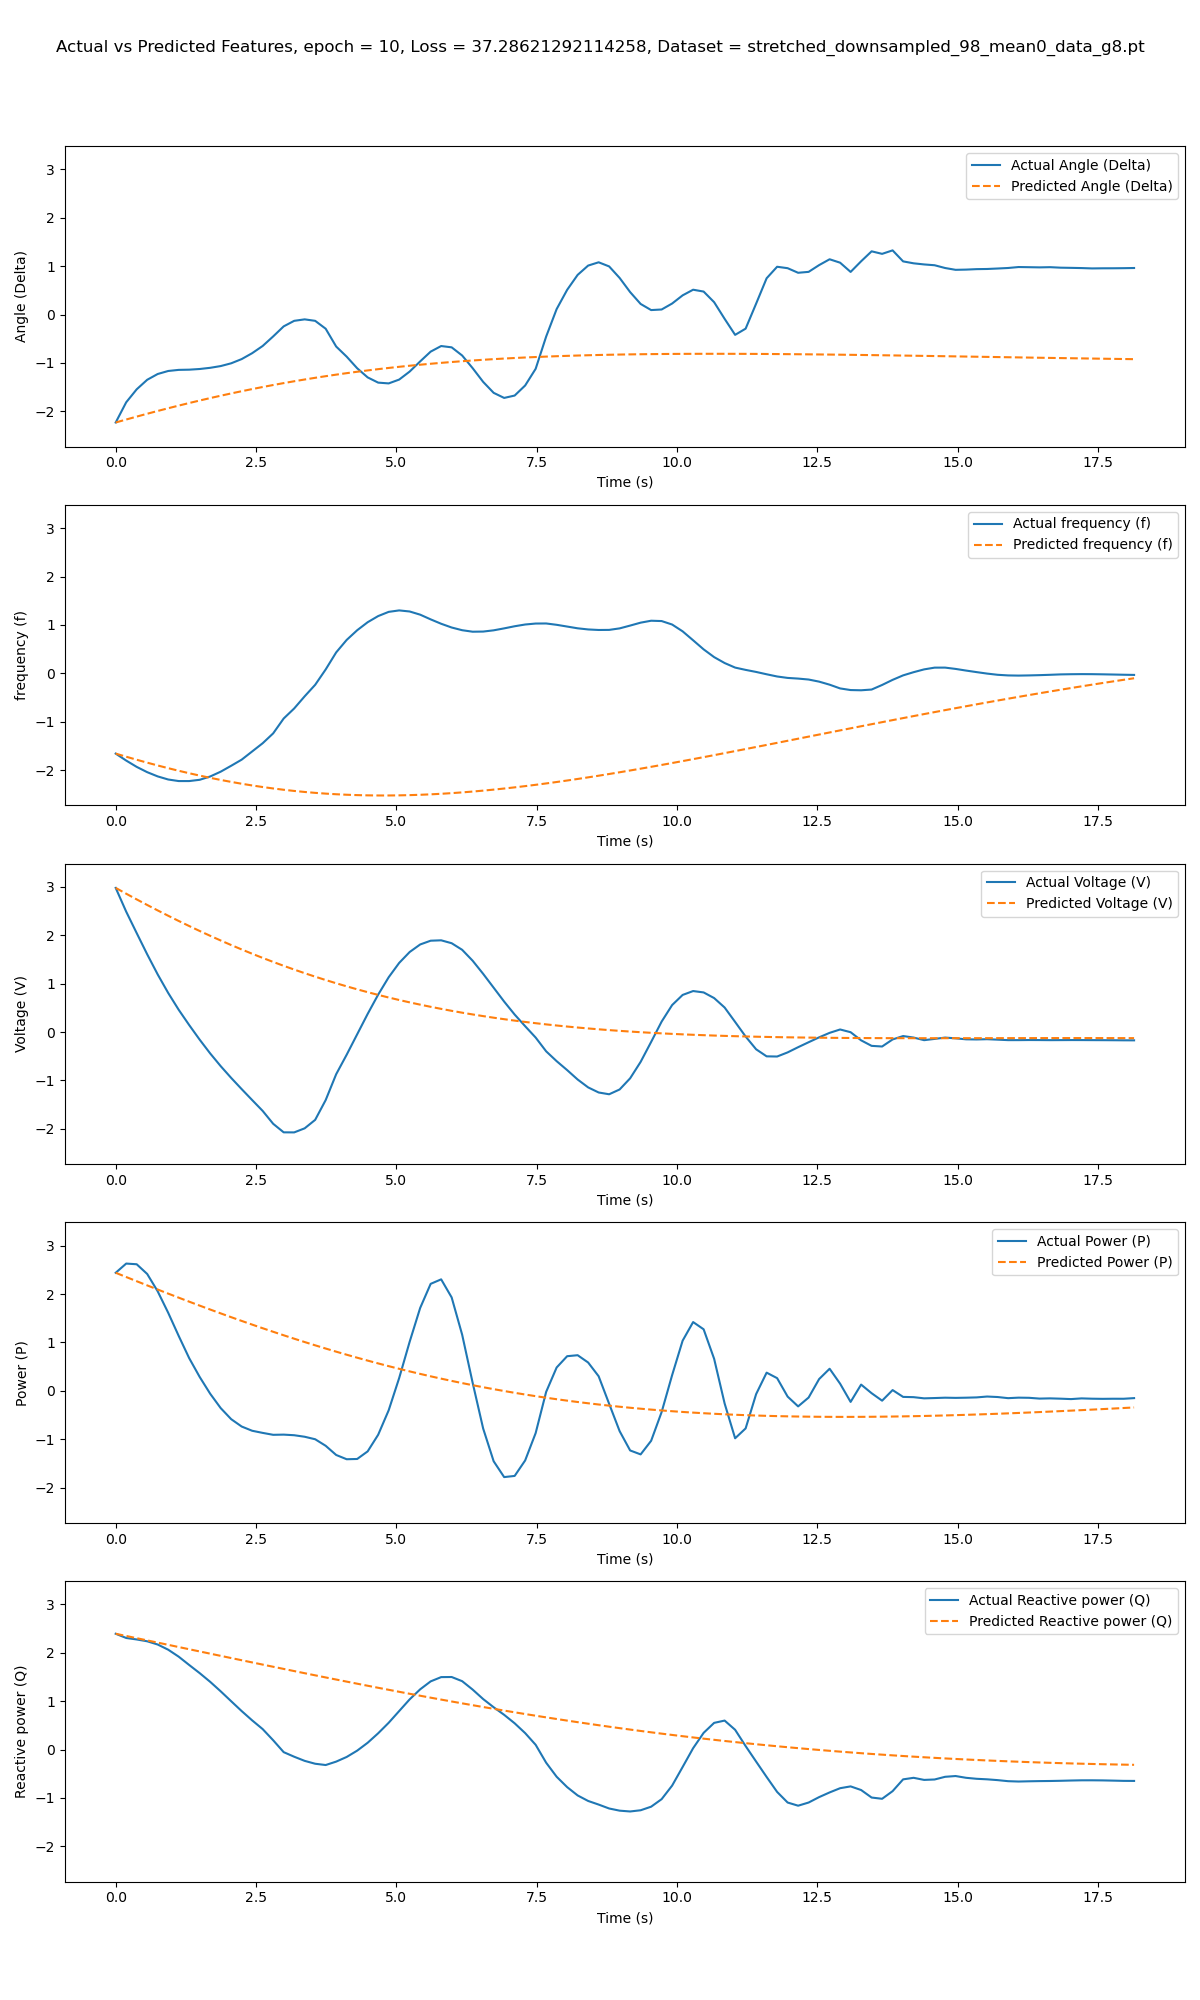 Actual vs Predicted Features, epoch = 10, Loss = 37.28621292114258, Dataset = stretched_downsampled_98_mean0_data_g8.pt
Actual Angle (Delta)
Predicted Angle (Delta)
Angle (Delta)
3
2
1
0
−1
−2
0.0 2.5 5.0 7.5 10.0 12.5 15.0 17.5
Time (s)
Actual frequency (f)
Predicted frequency (f)
frequency (f)
3
2
1
0
−1
−2
0.0 2.5 5.0 7.5 10.0 12.5 15.0 17.5
Time (s)
Actual Voltage (V)
Predicted Voltage (V)
Voltage (V)
3
2
1
0
−1
−2
0.0 2.5 5.0 7.5 10.0 12.5 15.0 17.5
Time (s)
Actual Power (P)
Predicted Power (P)
Power (P)
3
2
1
0
−1
−2
0.0 2.5 5.0 7.5 10.0 12.5 15.0 17.5
Time (s)
Actual Reactive power (Q)
Predicted Reactive power (Q)
Reactive power (Q)
3
2
1
0
−1
−2
0.0 2.5 5.0 7.5 10.0 12.5 15.0 17.5
Time (s)